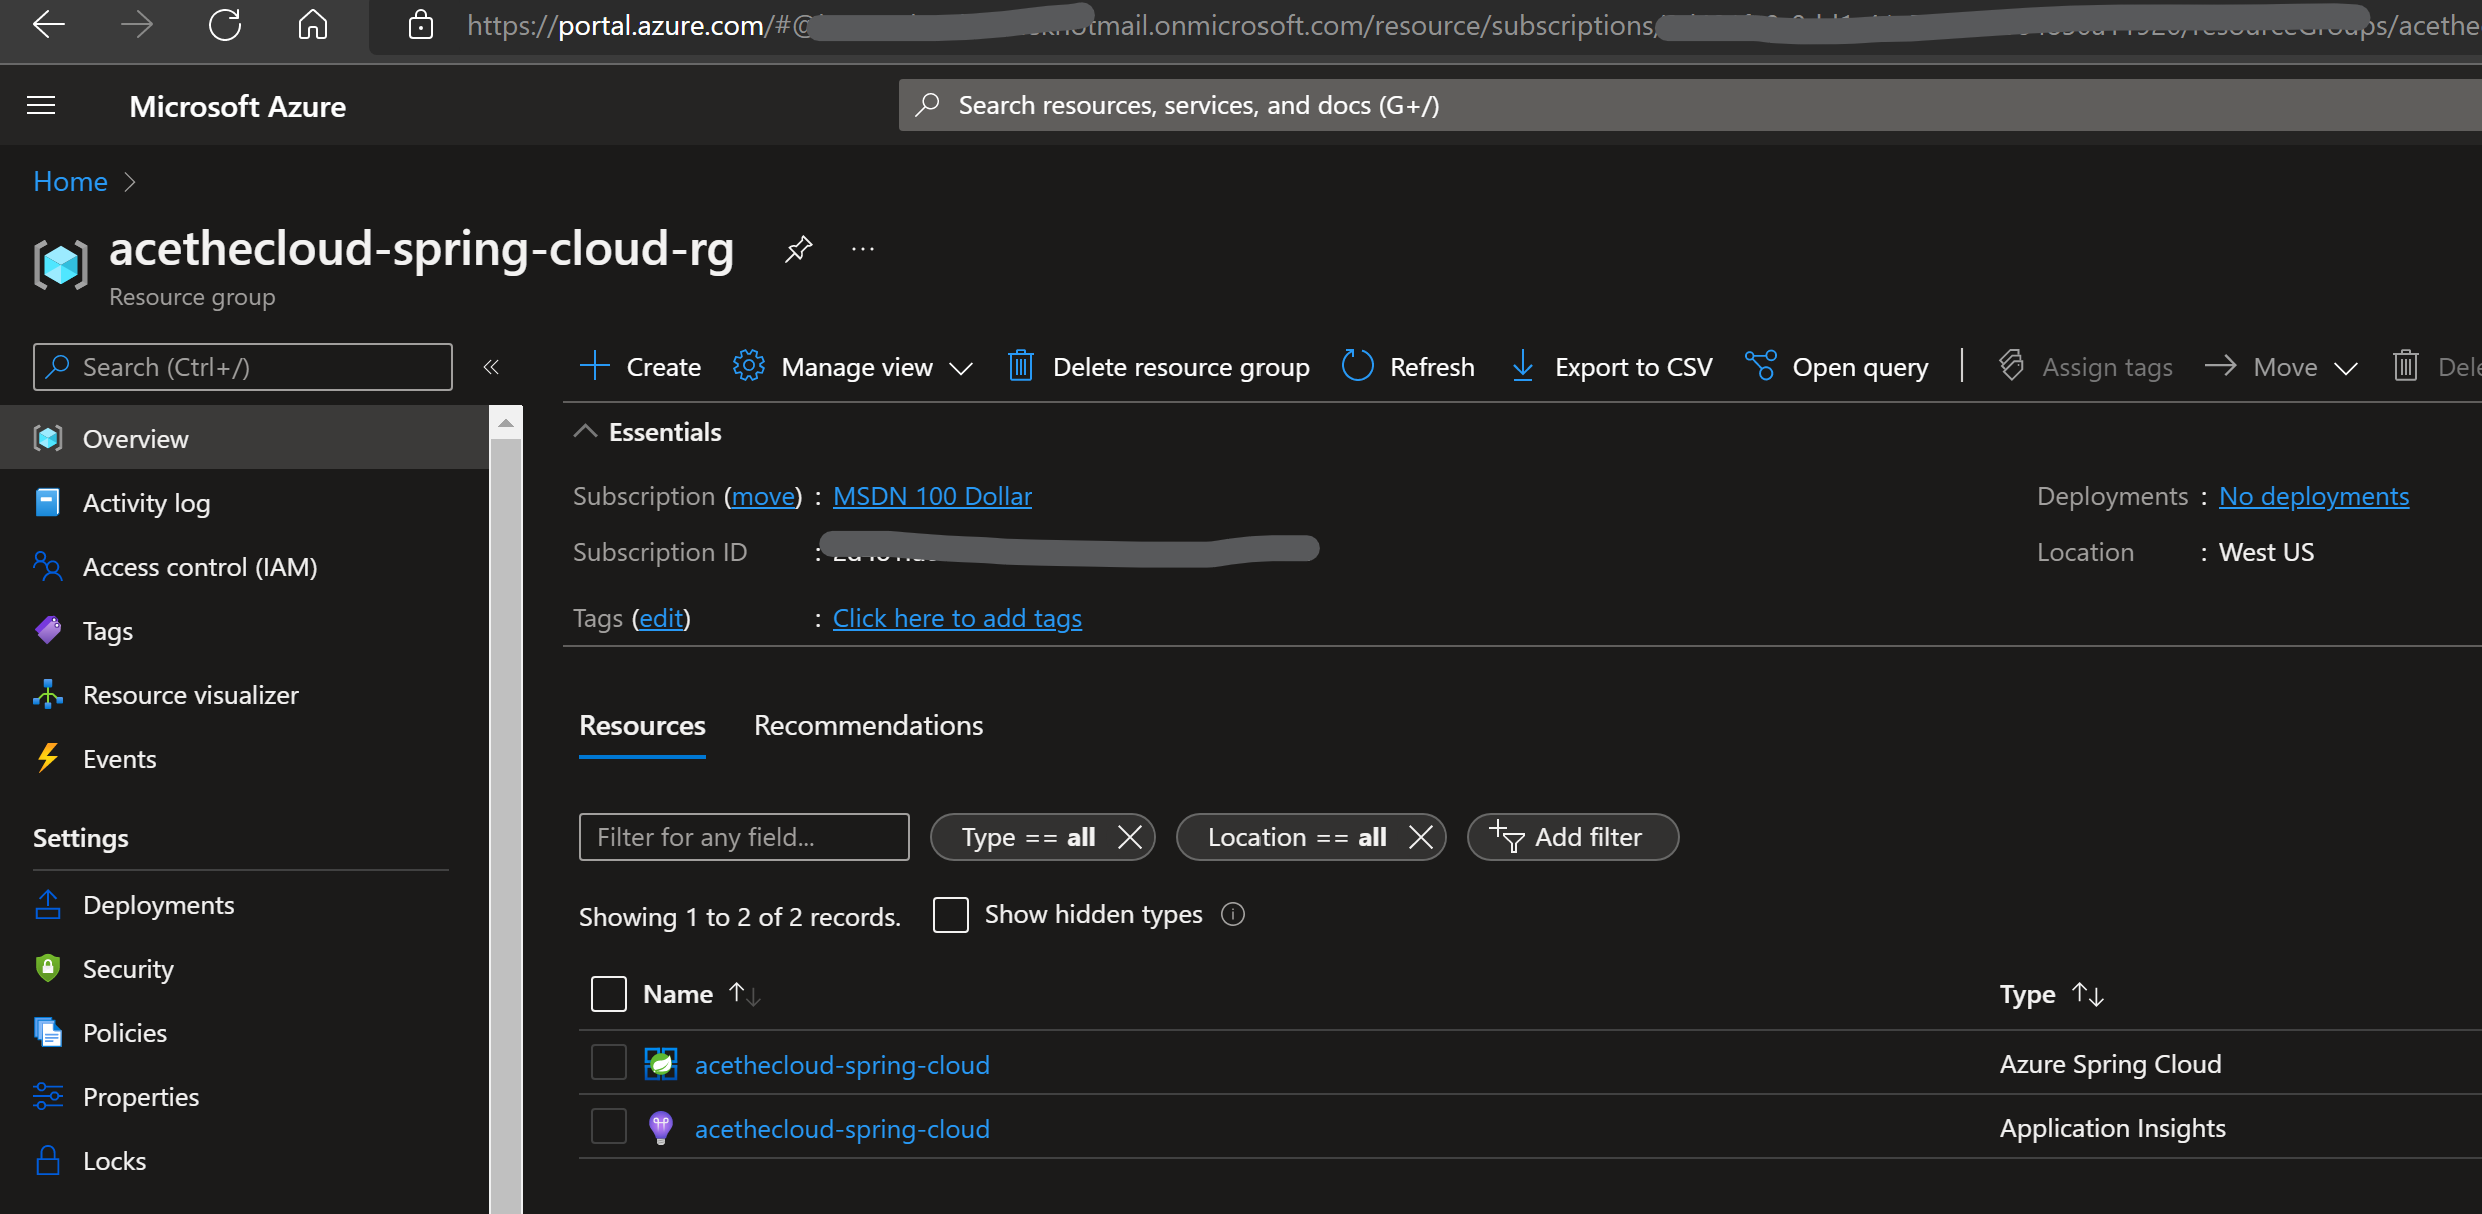 https://portal.azure.com/#@ hotmail.onmicrosoft.com/resource/subscriptions/ /resourceGroups/acethe
Microsoft Azure
Search resources, services, and docs (G+/)
Home >
acethecloud-spring-cloud-rg ...
Resource group
Search (Ctrl+/) «
Create Manage view Delete resource group Refresh Export to CSV Open query | Assign tags Move Dele
Overview
Activity log
Access control (IAM)
Tags
Resource visualizer
Events
Settings
Deployments
Security
Policies
Properties
Locks
Essentials
Subscription (move) : MSDN 100 Dollar
Subscription ID :
Tags (edit) : Click here to add tags
Deployments : No deployments
Location : West US
Resources Recommendations
Filter for any field... Type == all Location == all Add filter
Showing 1 to 2 of 2 records. Show hidden types
Name Type
acethecloud-spring-cloud Azure Spring Cloud
acethecloud-spring-cloud Application Insights